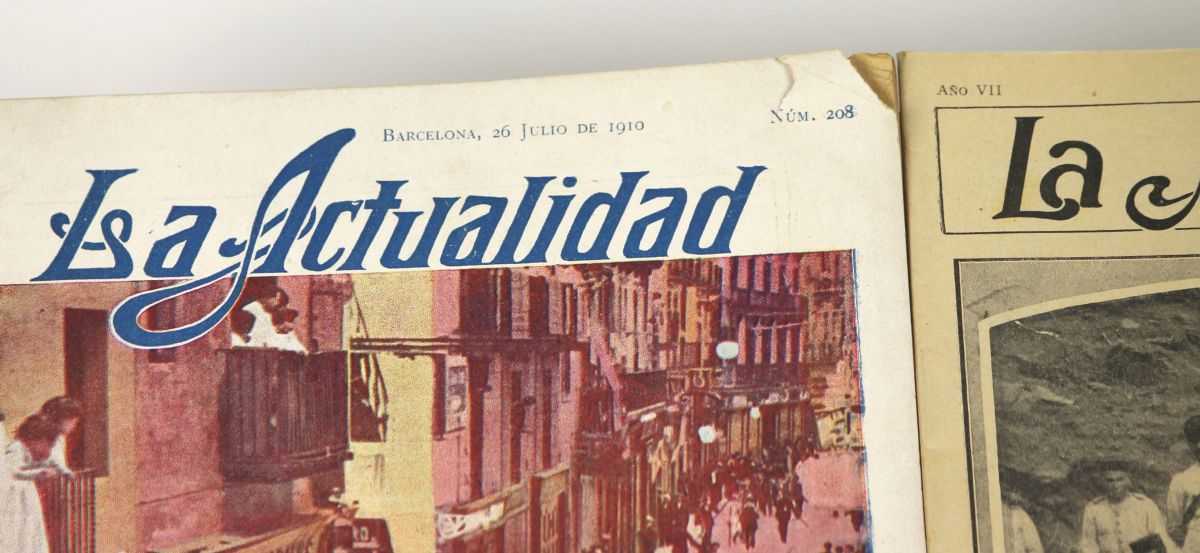 Barcelona, 26 Julio de 1910
Núm. 208
La Actualidad
Año VII
La